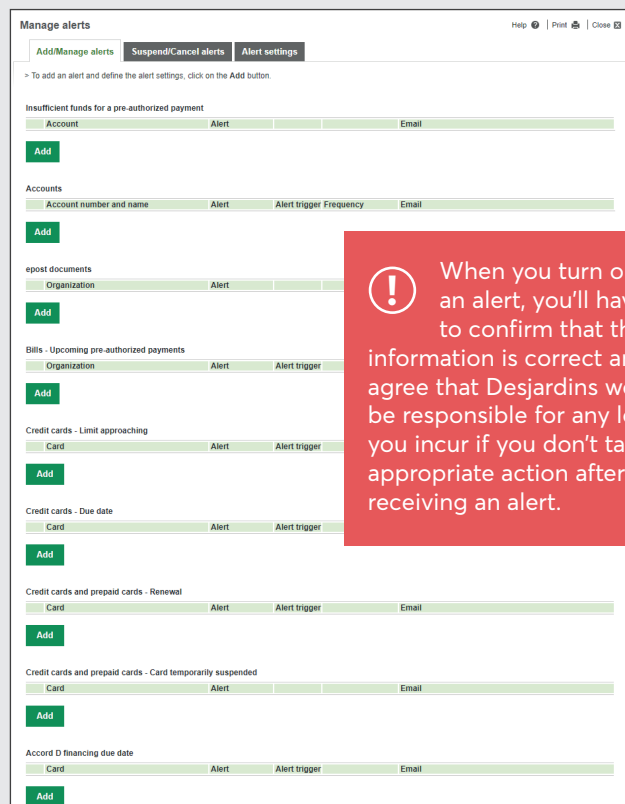 Manage alerts
Help | Print | Close
Add/Manage alerts Suspend/Cancel alerts Alert settings
> To add an alert and define the alert settings, click on the Add button.
Insufficient funds for a pre-authorized payment
Account Alert Email
Add
Accounts
Account number and name Alert Alert trigger Frequency Email
Add
epost documents
Organization Alert
Add
Bills - Upcoming pre-authorized payments
Organization Alert Alert trigger
Add
Credit cards - Limit approaching
Card Alert Alert trigger
Add
Credit cards - Due date
Card Alert Alert trigger
Add
When you turn o
an alert, you'll hav
to confirm that th
information is correct an
agree that Desjardins wo
be responsible for any lo
you incur if you don't ta
appropriate action after
receiving an alert.
Credit cards and prepaid cards - Renewal
Card Alert Alert trigger Email
Add
Credit cards and prepaid cards - Card temporarily suspended
Card Alert Email
Add
Accord D financing due date
Card Alert Alert trigger Email
Add